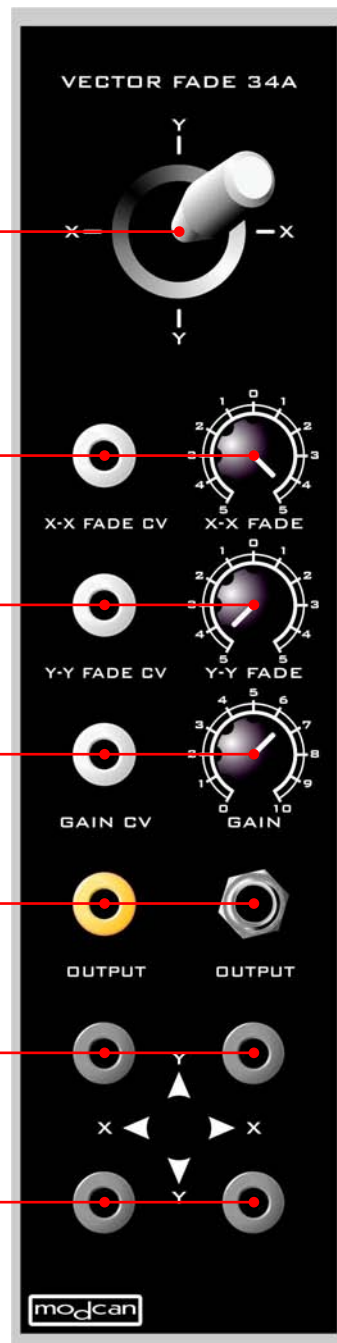 VECTOR FADE 34A
Y
X X
Y
0
1 1
2 2
3 3
4 4
5 5
X-X FADE CV X-X FADE
0
1 1
2 2
3 3
4 4
5 5
Y-Y FADE CV Y-Y FADE
5
4 6
3 7
2 8
1 9
0 10
GAIN CV GAIN
OUTPUT OUTPUT
Y
X X
Y
modcan